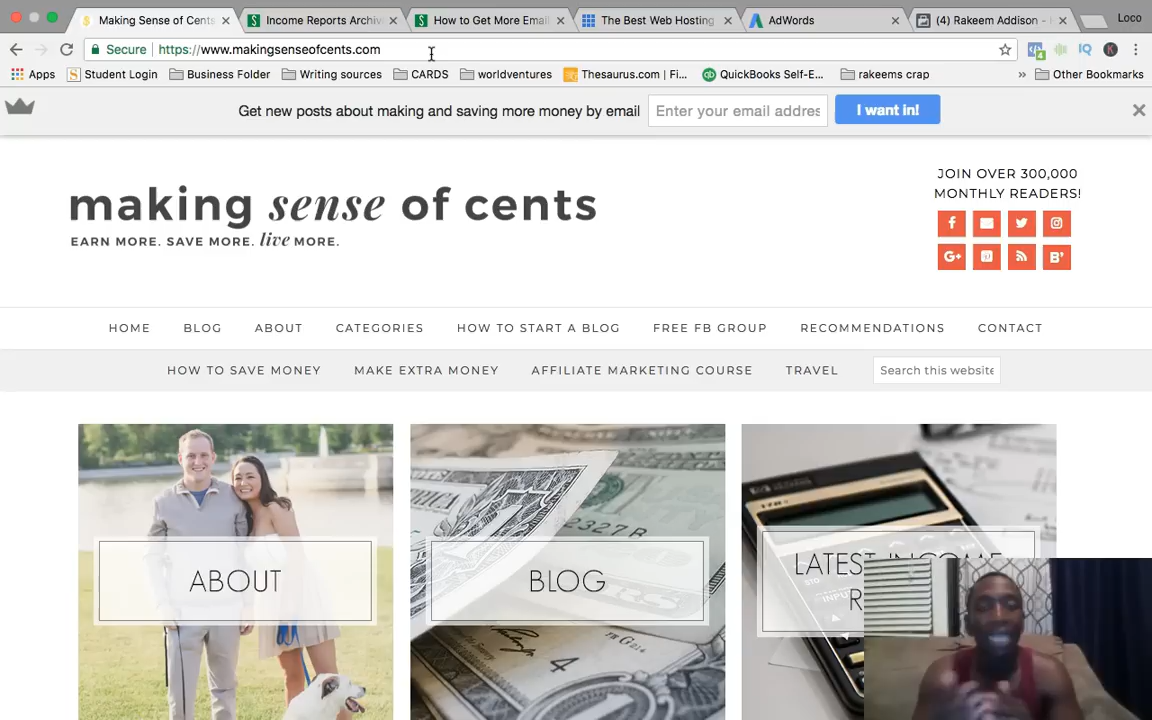 Making Sense of Cents
Income Reports Archiv
How to Get More Email
The Best Web Hosting
AdWords
(4) Rakeem Addison -
Loco
Secure
https://www.makingsenseofcents.com
4
IQ
K
Apps
Student Login
Business Folder
Writing sources
CARDS
worldventures
Thesaurus.com | Fi...
QuickBooks Self-E...
rakeems crap
»
Other Bookmarks
Get new posts about making and saving more money by email
Enter your email addres
I want in!
JOIN OVER 300,000
MONTHLY READERS!
making sense of cents
EARN MORE. SAVE MORE. live MORE.
HOME
BLOG
ABOUT
CATEGORIES
HOW TO START A BLOG
FREE FB GROUP
RECOMMENDATIONS
CONTACT
HOW TO SAVE MONEY
MAKE EXTRA MONEY
AFFILIATE MARKETING COURSE
TRAVEL
Search this website
ABOUT
BLOG
LATEST INCOME
R